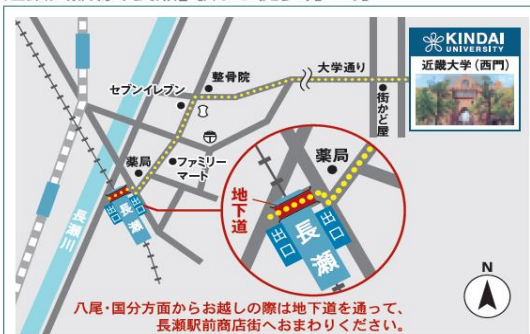 KINDAI
UNIVERSITY
近畿大学(西門)
大学通り
整骨院
セブンイレブン
街かど屋
薬局
ファミリー
マート
薬局
地下道
出口
長瀬
出口
出口
長瀬
出口
長瀬川
N
八尾・国分方面からお越しの際は地下道を通って、
長瀬駅前商店街へおまわりください。